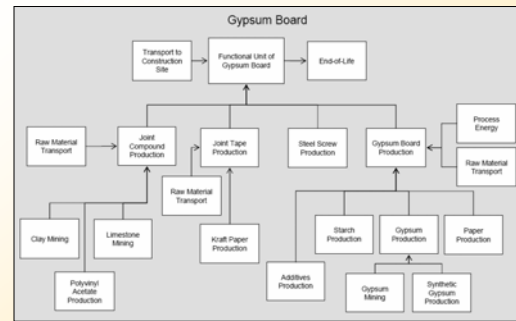 Gypsum Board
Transport to
Construction
Site
Functional Unit of
Gypsum Board
End-of-Life
Raw Material
Transport
Joint
Compound
Production
Joint Tape
Production
Steel Screw
Production
Gypsum Board
Production
Process
Energy
Raw Material
Transport
Raw Material
Transport
Clay Mining
Limestone
Mining
Polyvinyl
Acetate
Production
Kraft Paper
Production
Additives
Production
Starch
Production
Gypsum
Production
Paper
Production
Gypsum
Mining
Synthetic
Gypsum
Production